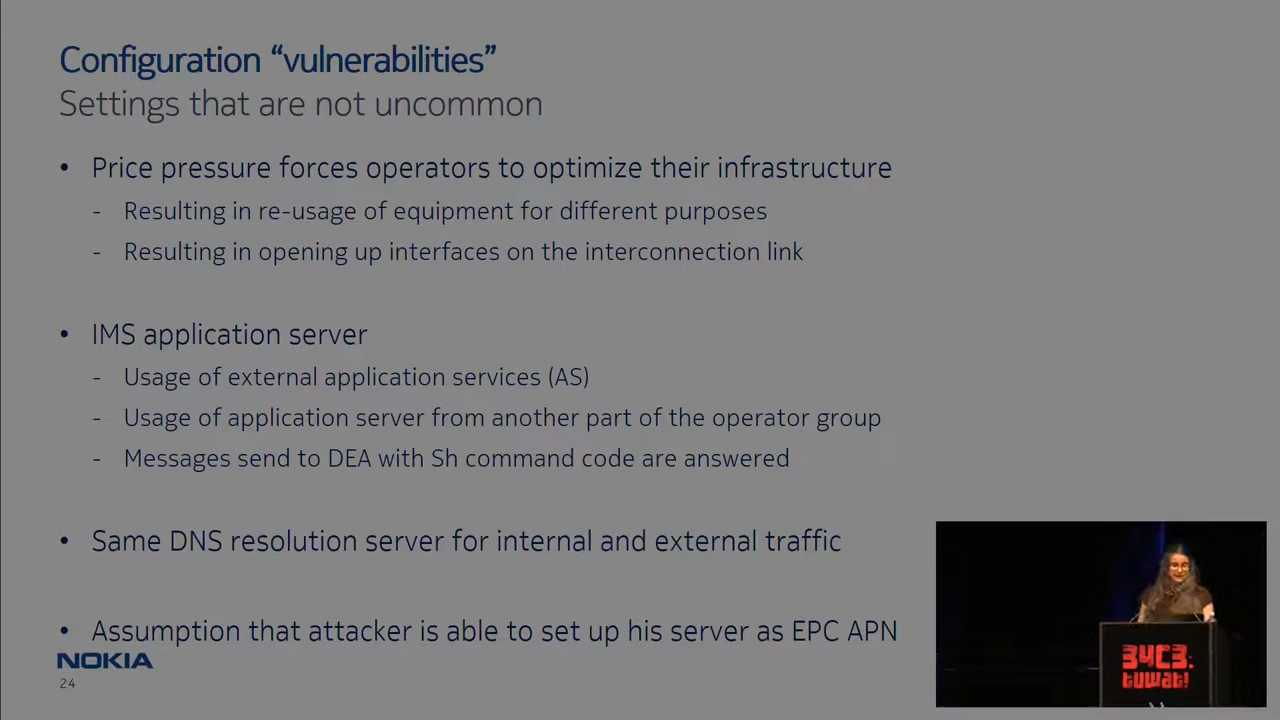 Configuration “vulnerabilities”
Settings that are not uncommon
• Price pressure forces operators to optimize their infrastructure
- Resulting in re-usage of equipment for different purposes
- Resulting in opening up interfaces on the interconnection link
• IMS application server
- Usage of external application services (AS)
- Usage of application server from another part of the operator group
- Messages send to DEA with Sh command code are answered
• Same DNS resolution server for internal and external traffic
• Assumption that attacker is able to set up his server as EPC APN
NOKIA
24
34C3:
tuwat!